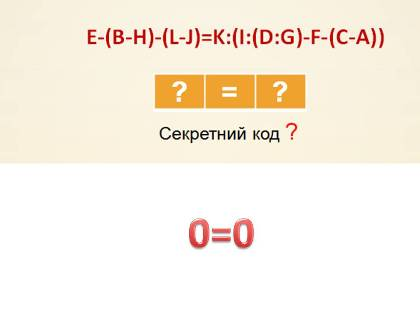 E-(B-H)-(L-J)=K:(I:(D:G)-F-(C-A))
? = ?
Секретний код ?
0=0